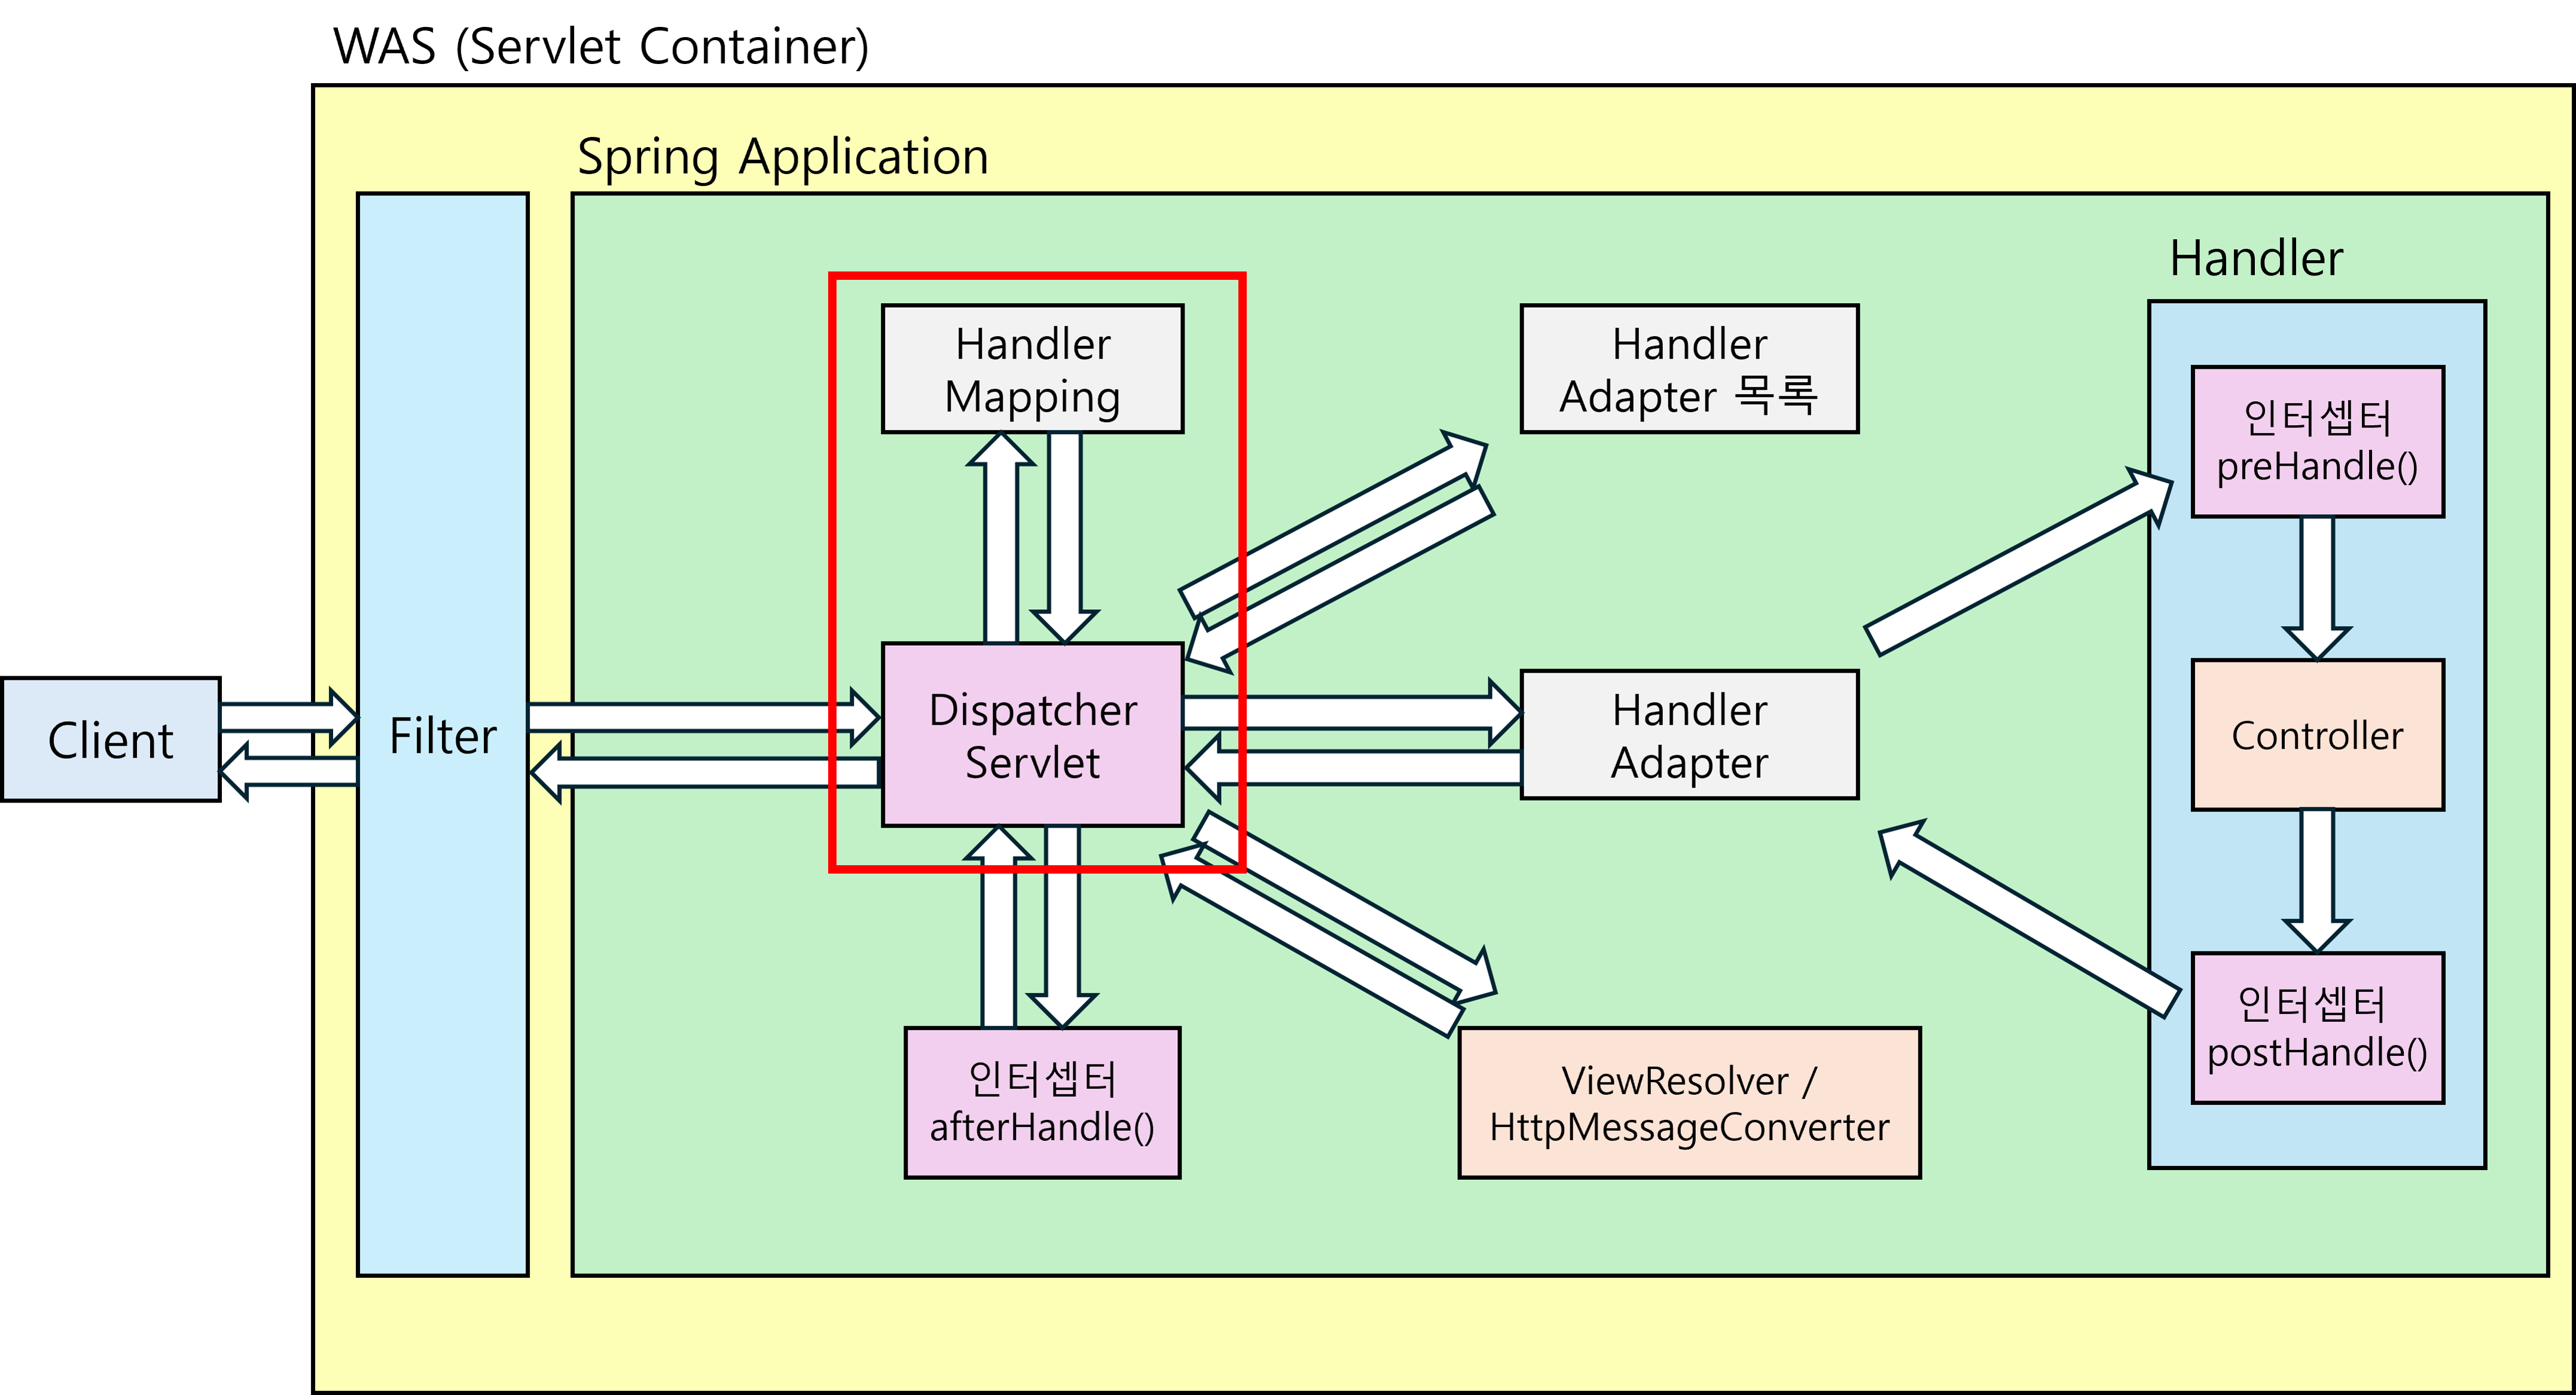 WAS (Servlet Container)
Spring Application
Handler
Handler
Mapping
Handler
Adapter 목록
인터셉터
preHandle()
Client
Filter
Dispatcher
Servlet
Handler
Adapter
Controller
인터셉터
afterHandle()
ViewResolver /
HttpMessageConverter
인터셉터
postHandle()